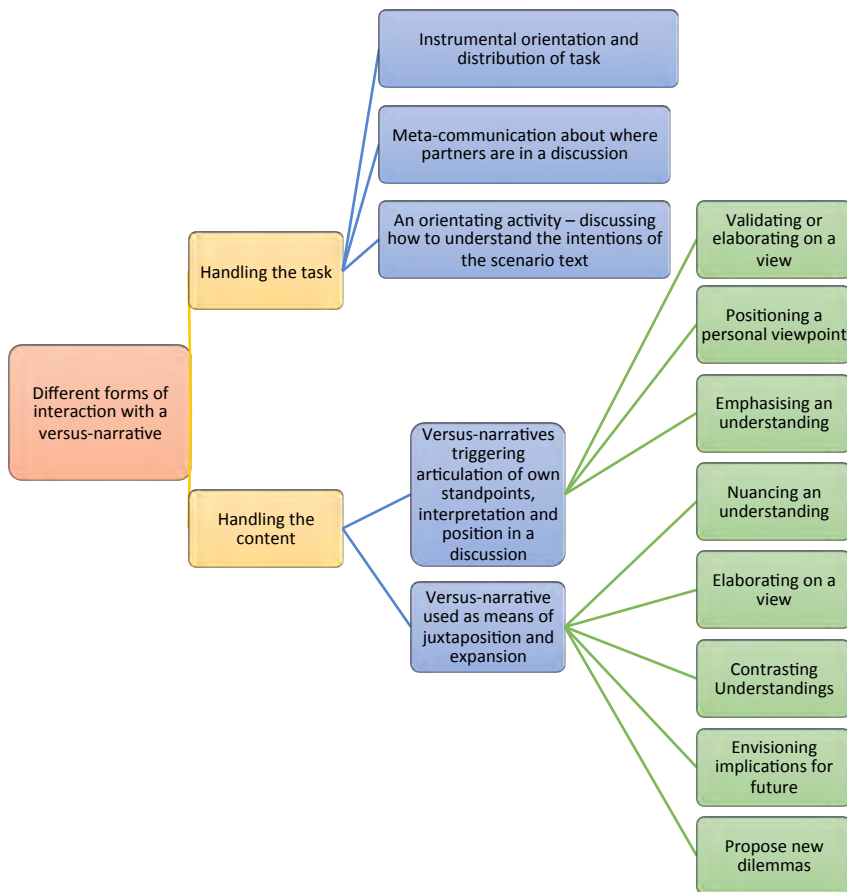 Different forms of
interaction with a
versus-narrative
Handling the task
Instrumental orientation and
distribution of task
Meta-communication about where
partners are in a discussion
An orientating activity – discussing
how to understand the intentions of
the scenario text
Handling the
content
Versus-narratives
triggering
articulation of own
standpoints,
interpretation and
position in a
discussion
Validating or
elaborating on a
view
Positioning a
personal viewpoint
Emphasising an
understanding
Versus-narrative
used as means of
juxtaposition and
expansion
Nuancing an
understanding
Elaborating on a
view
Contrasting
Understandings
Envisioning
implications for
future
Propose new
dilemmas